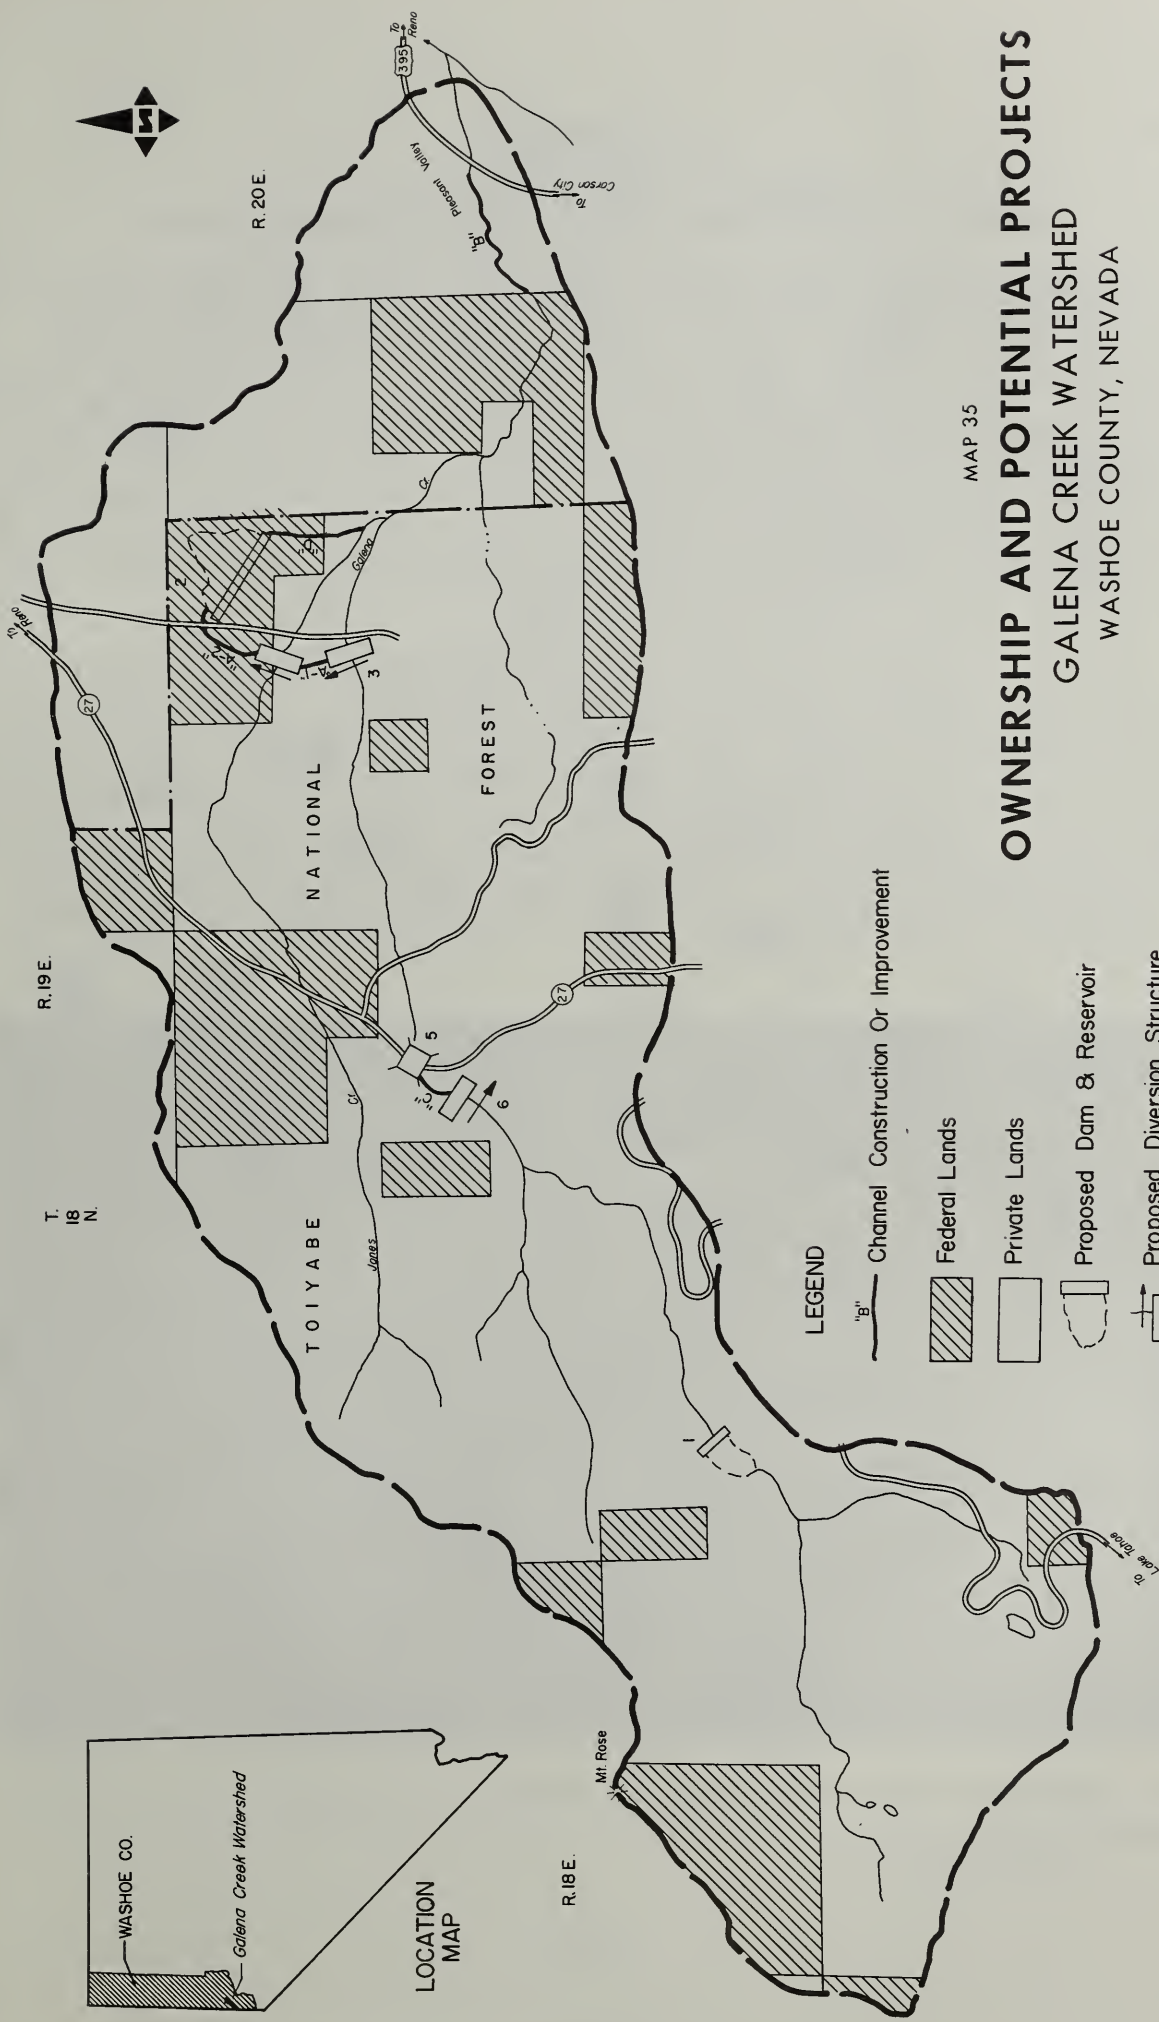 MAP 35
OWNERSHIP AND POTENTIAL PROJECTS
GALENA CREEK WATERSHED
WASHOE COUNTY, NEVADA
N
R. 20 E.
R. 19 E.
R. 18 E.
T.
18
N.
To
Reno
395
Pleasant Valley
"B"
To
Carson City
To
Reno
27
2
"G"
"A-2"
"A-1"
3
Galena
Cr.
NATIONAL
FOREST
TOIYABE
5
"C"
6
27
Cr.
Jones
1
Mt. Rose
To
Lake Tahoe
LEGEND
"B"
Channel Construction Or Improvement
Federal Lands
Private Lands
Proposed Dam & Reservoir
Proposed Diversion Structure
WASHOE CO.
Galena Creek Watershed
LOCATION
MAP